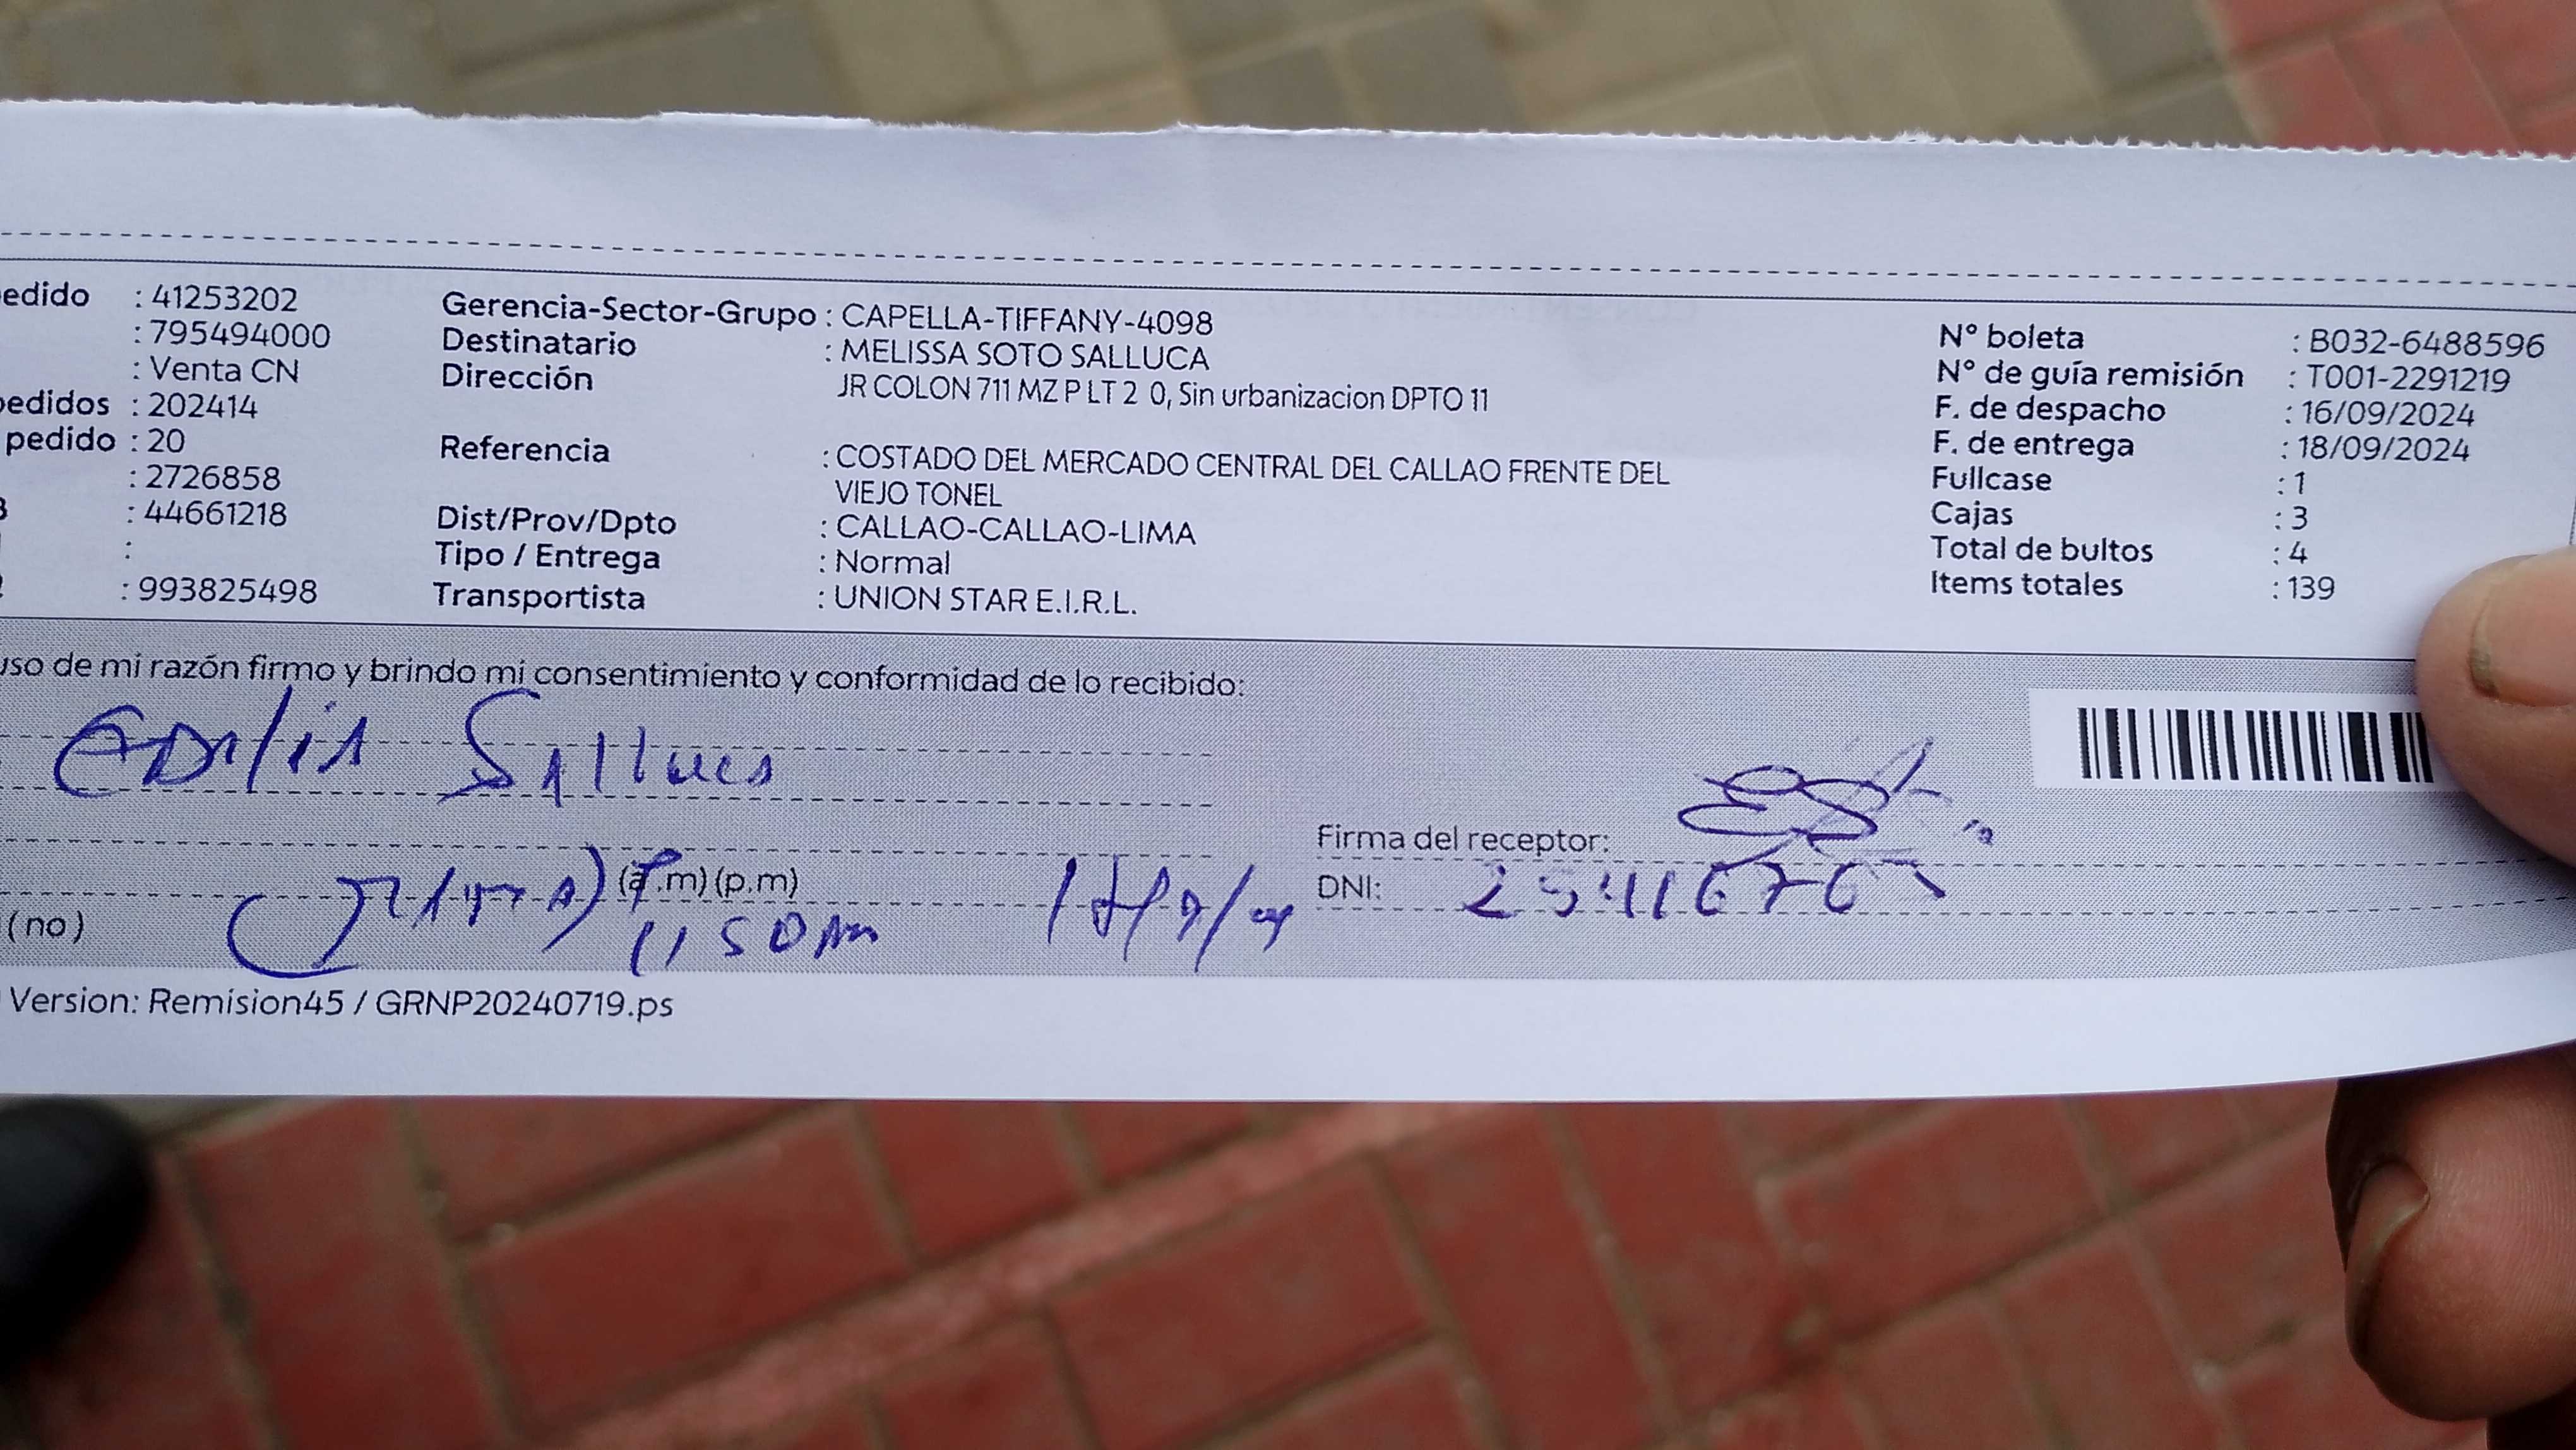 edido : 41253202
: 795494000
: Venta CN
pedidos : 202414
pedido : 20
: 2726858
: 44661218
:
: 993825498
Gerencia-Sector-Grupo : CAPELLA-TIFFANY-4098
Destinatario : MELISSA SOTO SALLUCA
Dirección JR COLON 711 MZ P LT 2 0, Sin urbanizacion DPTO 11
Referencia : COSTADO DEL MERCADO CENTRAL DEL CALLAO FRENTE DEL
VIEJO TONEL
Dist/Prov/Dpto : CALLAO-CALLAO-LIMA
Tipo / Entrega : Normal
Transportista : UNION STAR E.I.R.L.
N° boleta : B032-6488596
N° de guía remisión : T001-2291219
F. de despacho : 16/09/2024
F. de entrega : 18/09/2024
Fullcase : 1
Cajas : 3
Total de bultos : 4
Items totales : 139
uso de mi razón firmo y brindo mi consentimiento y conformidad de lo recibido:
Salluca
Firma del receptor:
(a.m) (p.m)
DNI:
(no) 1150 Am
Version: Remision45 / GRNP20240719.ps